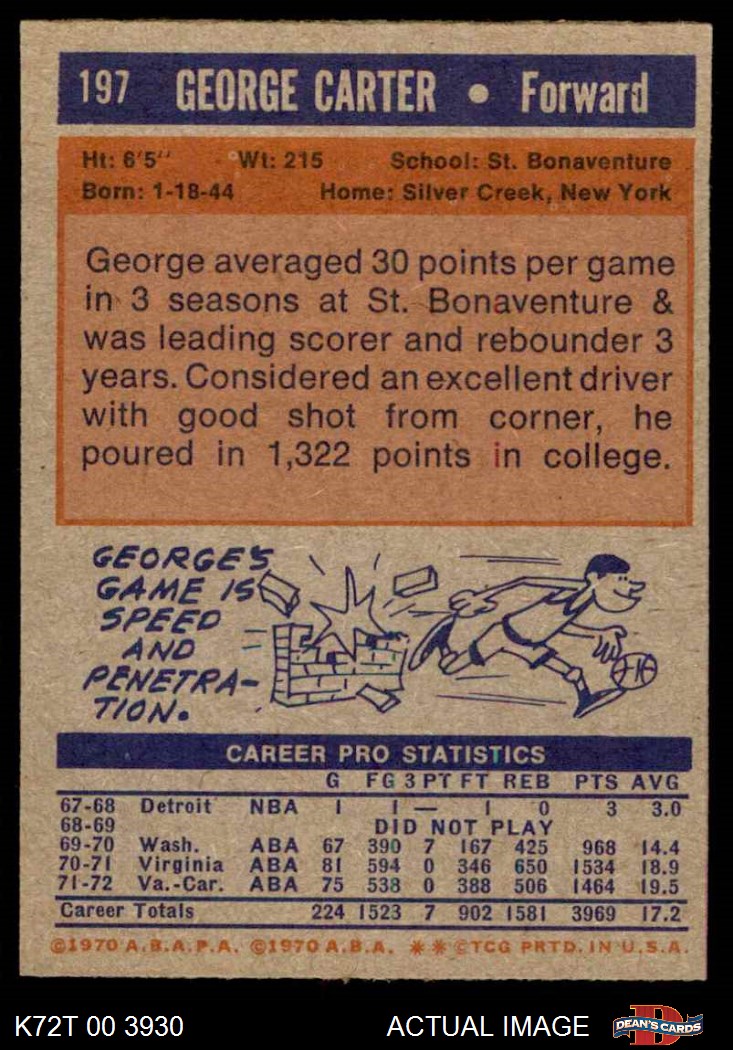 197 GEORGE CARTER • Forward
Ht: 6'5" Wt: 215 School: St. Bonaventure
Born: 1-18-44 Home: Silver Creek, New York
George averaged 30 points per game
in 3 seasons at St. Bonaventure &
was leading scorer and rebounder 3
years. Considered an excellent driver
with good shot from corner, he
poured in 1,322 points in college.
GEORGE'S
GAME IS
SPEED
AND
PENETRA-
TION.
CAREER PRO STATISTICS
G FG 3 PT FT REB PTS AVG
67-68 Detroit NBA 1 1 — 1 0 3 3.0
68-69 DID NOT PLAY
69-70 Wash. ABA 67 390 7 167 425 968 14.4
70-71 Virginia ABA 81 594 0 346 650 1534 18.9
71-72 Va.-Car. ABA 75 538 0 388 506 1464 19.5
Career Totals 224 1523 7 902 1581 3969 17.2
©1970 A.B.A.P.A. ©1970 A.B.A. ** ©TCG PRTD. IN U.S.A.
K72T 00 3930 ACTUAL IMAGE D DEAN'S CARDS